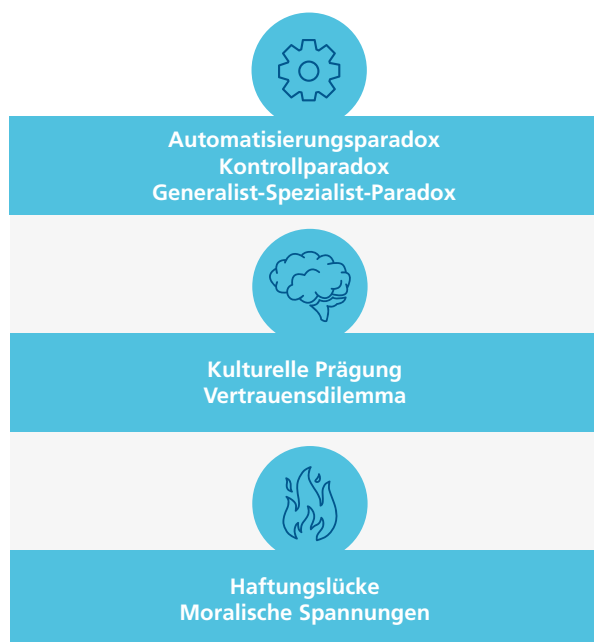 Automatisierungsparadox
Kontrollparadox
Generalist-Spezialist-Paradox
Kulturelle Prägung
Vertrauensdilemma
Haftungslücke
Moralische Spannungen